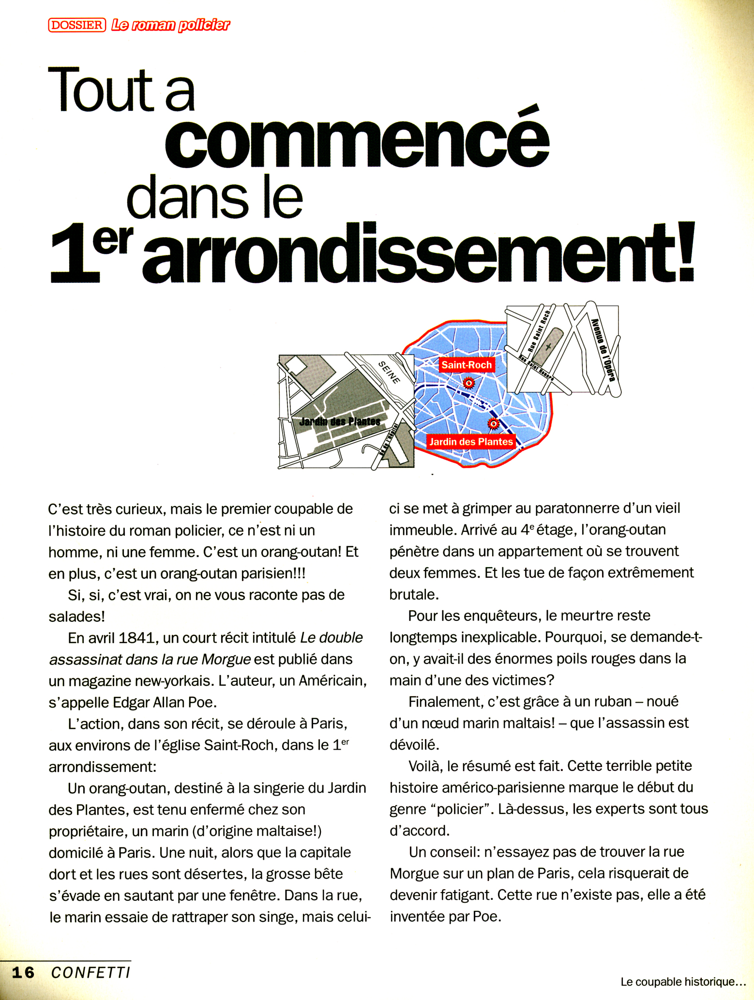 DOSSIER Le roman policier
Tout a
commencé
dans le
1er arrondissement!
Rue Saint Roch
Rue Saint Honoré
Avenue de l'Opéra
SEINE
Saint-Roch
Jardin des Plantes
Bd de l'Hôpital
Jardin des Plantes
C'est très curieux, mais le premier coupable de
l'histoire du roman policier, ce n'est ni un
homme, ni une femme. C'est un orang-outan! Et
en plus, c'est un orang-outan parisien!!!
Si, si, c'est vrai, on ne vous raconte pas de
salades!
En avril 1841, un court récit intitulé Le double
assassinat dans la rue Morgue est publié dans
un magazine new-yorkais. L'auteur, un Américain,
s'appelle Edgar Allan Poe.
L'action, dans son récit, se déroule à Paris,
aux environs de l'église Saint-Roch, dans le 1er
arrondissement:
Un orang-outan, destiné à la singerie du Jardin
des Plantes, est tenu enfermé chez son
propriétaire, un marin (d'origine maltaise!)
domicilé à Paris. Une nuit, alors que la capitale
dort et les rues sont désertes, la grosse bête
s'évade en sautant par une fenêtre. Dans la rue,
le marin essaie de rattraper son singe, mais celui-
ci se met à grimper au paratonnerre d'un vieil
immeuble. Arrivé au 4e étage, l'orang-outan
pénètre dans un appartement où se trouvent
deux femmes. Et les tue de façon extrêmement
brutale.
Pour les enquêteurs, le meurtre reste
longtemps inexplicable. Pourquoi, se demande-t-
on, y avait-il des énormes poils rouges dans la
main d'une des victimes?
Finalement, c'est grâce à un ruban – noué
d'un nœud marin maltais! – que l'assassin est
dévoilé.
Voilà, le résumé est fait. Cette terrible petite
histoire américo-parisienne marque le début du
genre “policier”. Là-dessus, les experts sont tous
d'accord.
Un conseil: n'essayez pas de trouver la rue
Morgue sur un plan de Paris, cela risquerait de
devenir fatigant. Cette rue n'existe pas, elle a été
inventée par Poe.
16 CONFETTI
Le coupable historique...